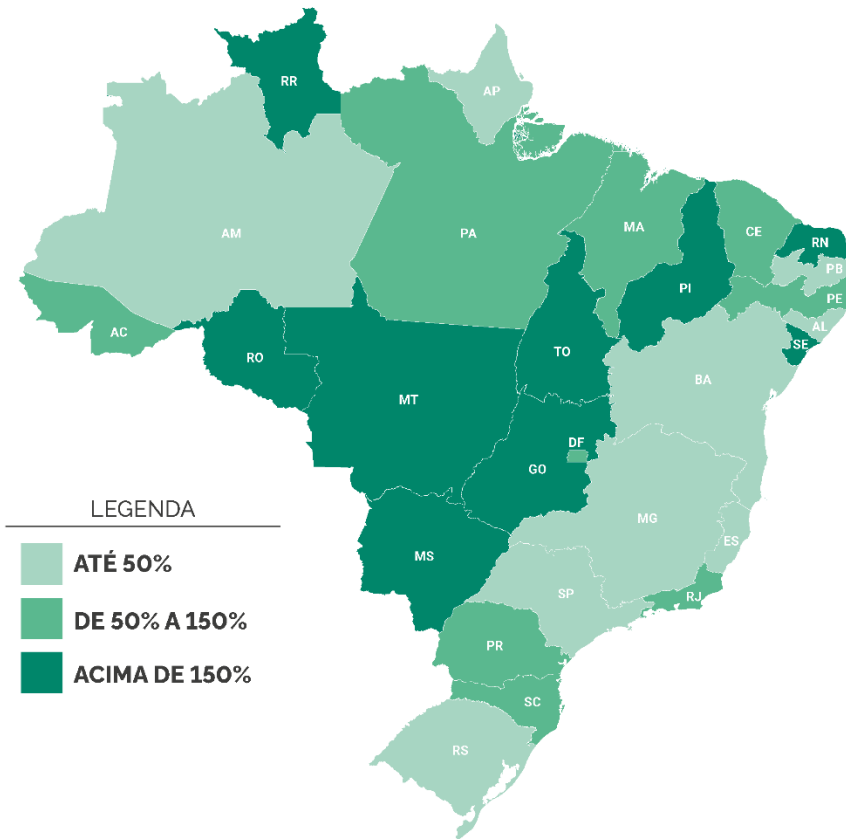 RR
AP
AM
PA
MA
CE
RN
PB
PE
PI
AL
SE
AC
RO
TO
BA
MT
DF
GO
MG
ES
MS
SP
RJ
PR
SC
RS
LEGENDA
ATÉ 50%
DE 50% A 150%
ACIMA DE 150%